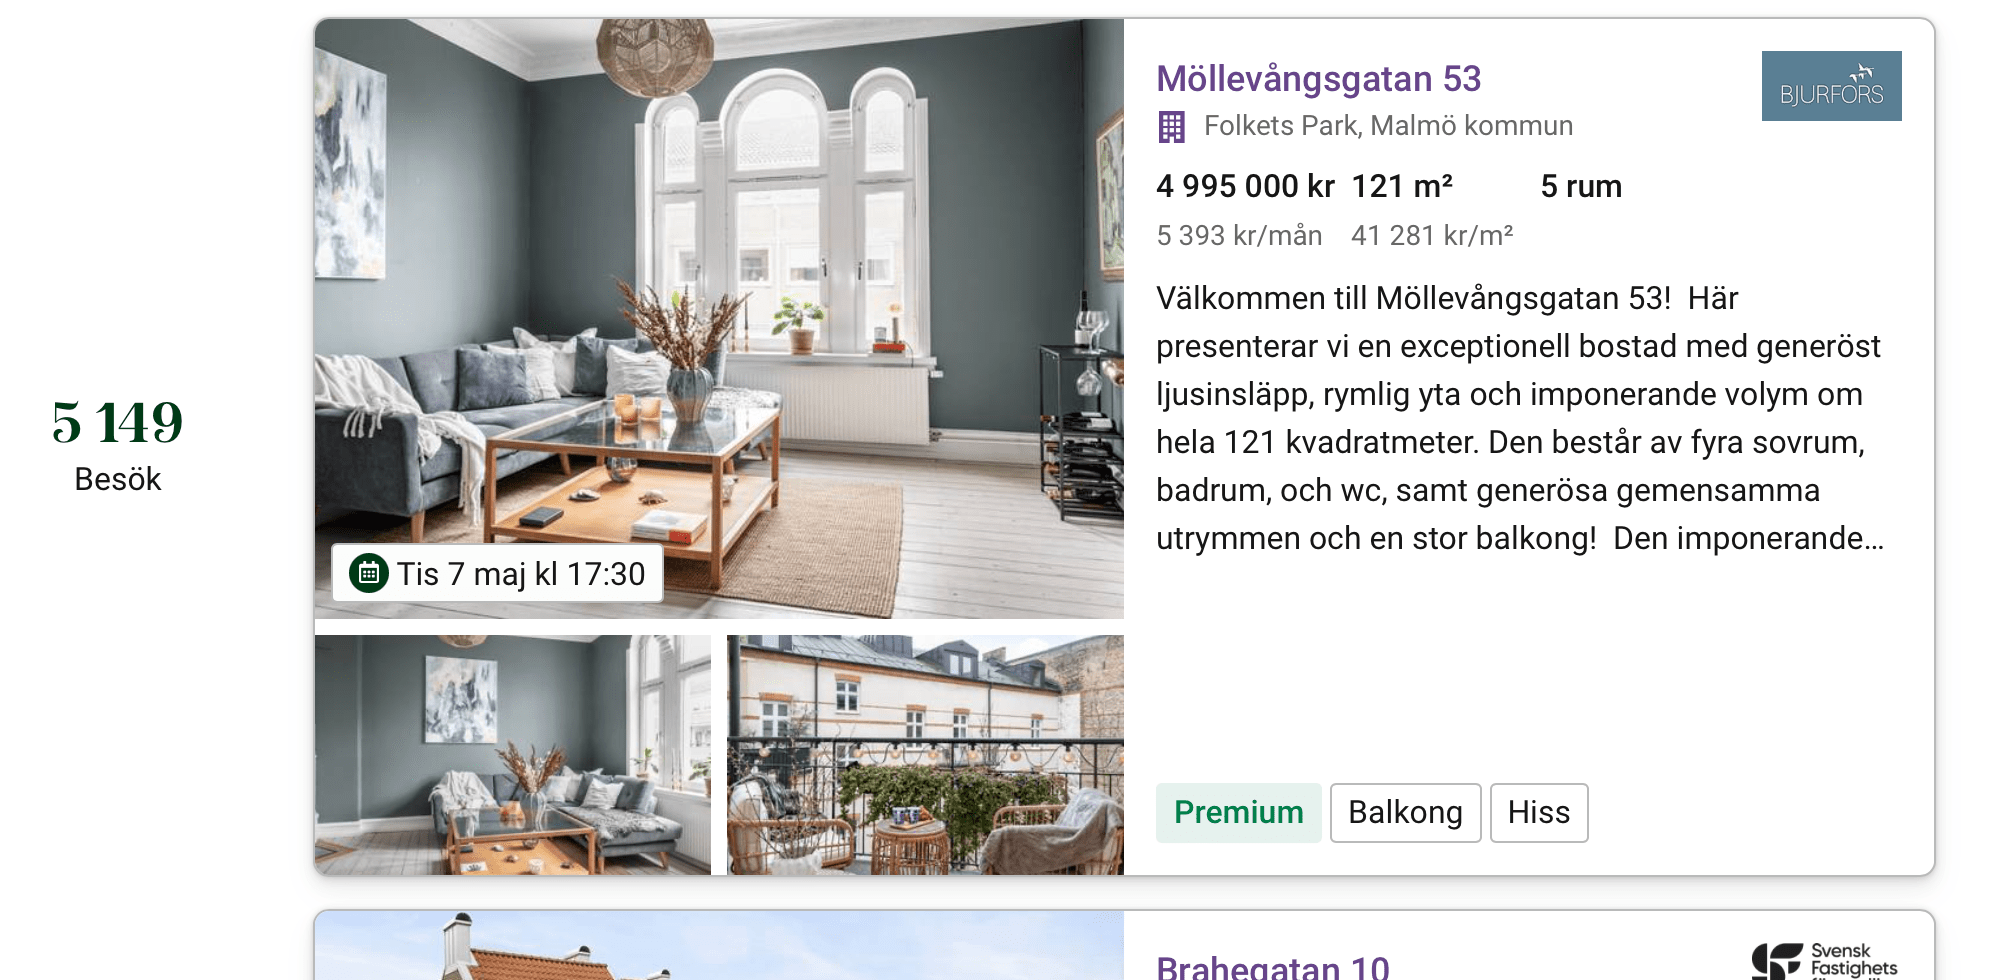 5 149
Besök
Tis 7 maj kl 17:30
Möllevångsgatan 53
BJURFORS
Folkets Park, Malmö kommun
4 995 000 kr 121 m² 5 rum
5 393 kr/mån 41 281 kr/m²
Välkommen till Möllevångsgatan 53! Här
presenterar vi en exceptionell bostad med generöst
ljusinsläpp, rymlig yta och imponerande volym om
hela 121 kvadratmeter. Den består av fyra sovrum,
badrum, och wc, samt generösa gemensamma
utrymmen och en stor balkong! Den imponerande...
Premium
Balkong
Hiss
Brahegatan 10
Svensk
Fastighets